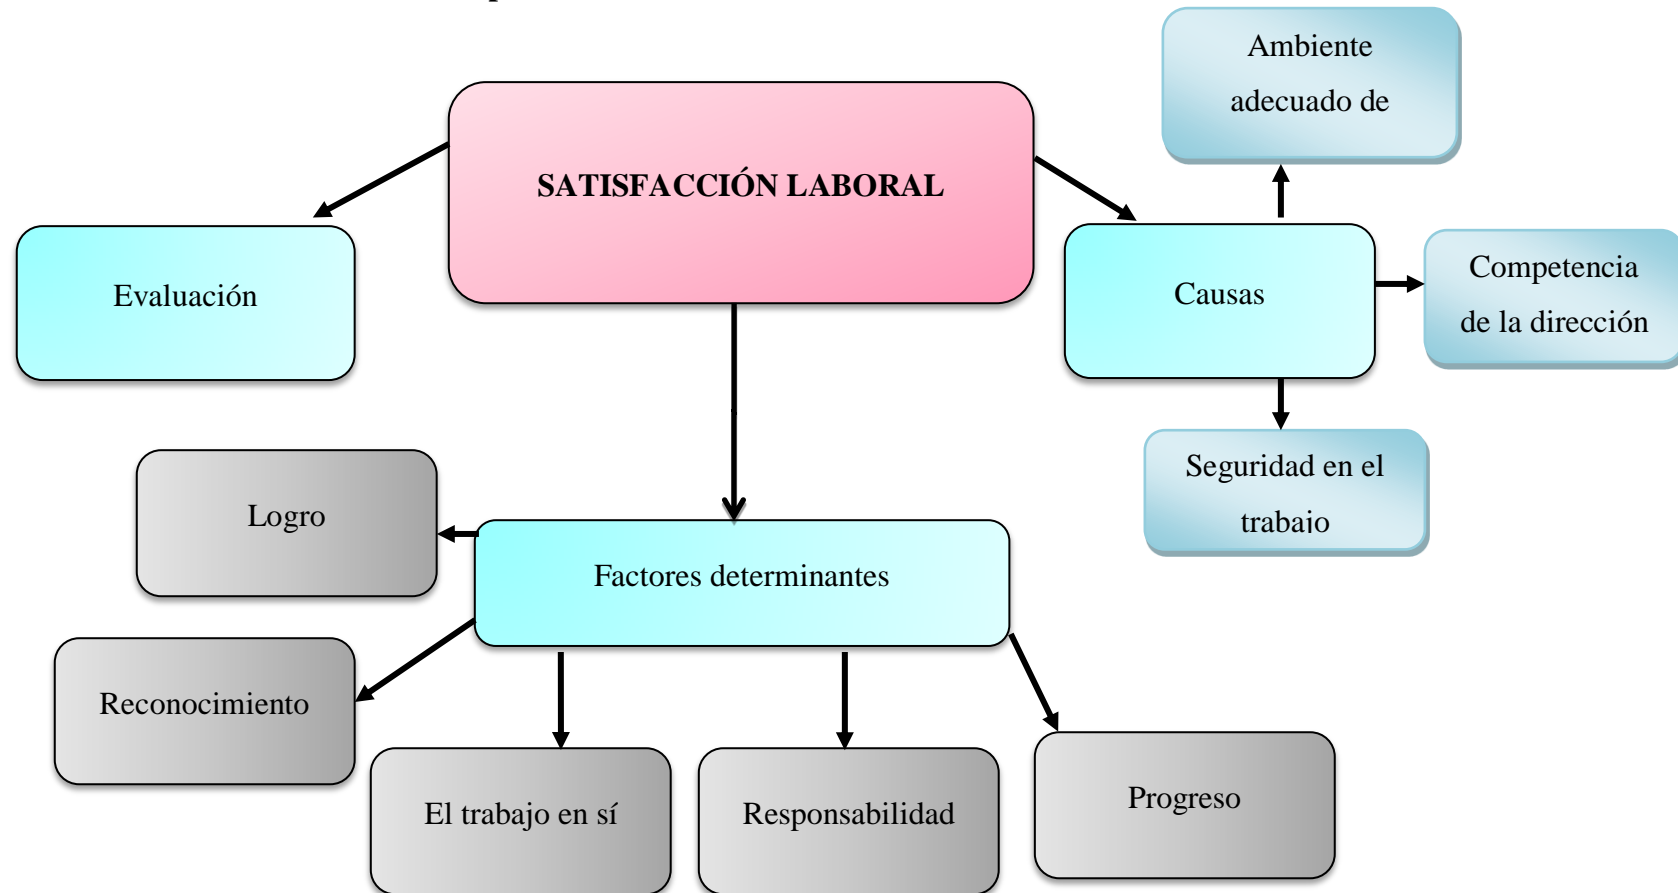 Ambiente
adecuado de
SATISFACCIÓN LABORAL
Evaluación
Causas
Competencia
de la dirección
Seguridad en el
trabajo
Logro
Factores determinantes
Reconocimiento
El trabajo en sí
Responsabilidad
Progreso